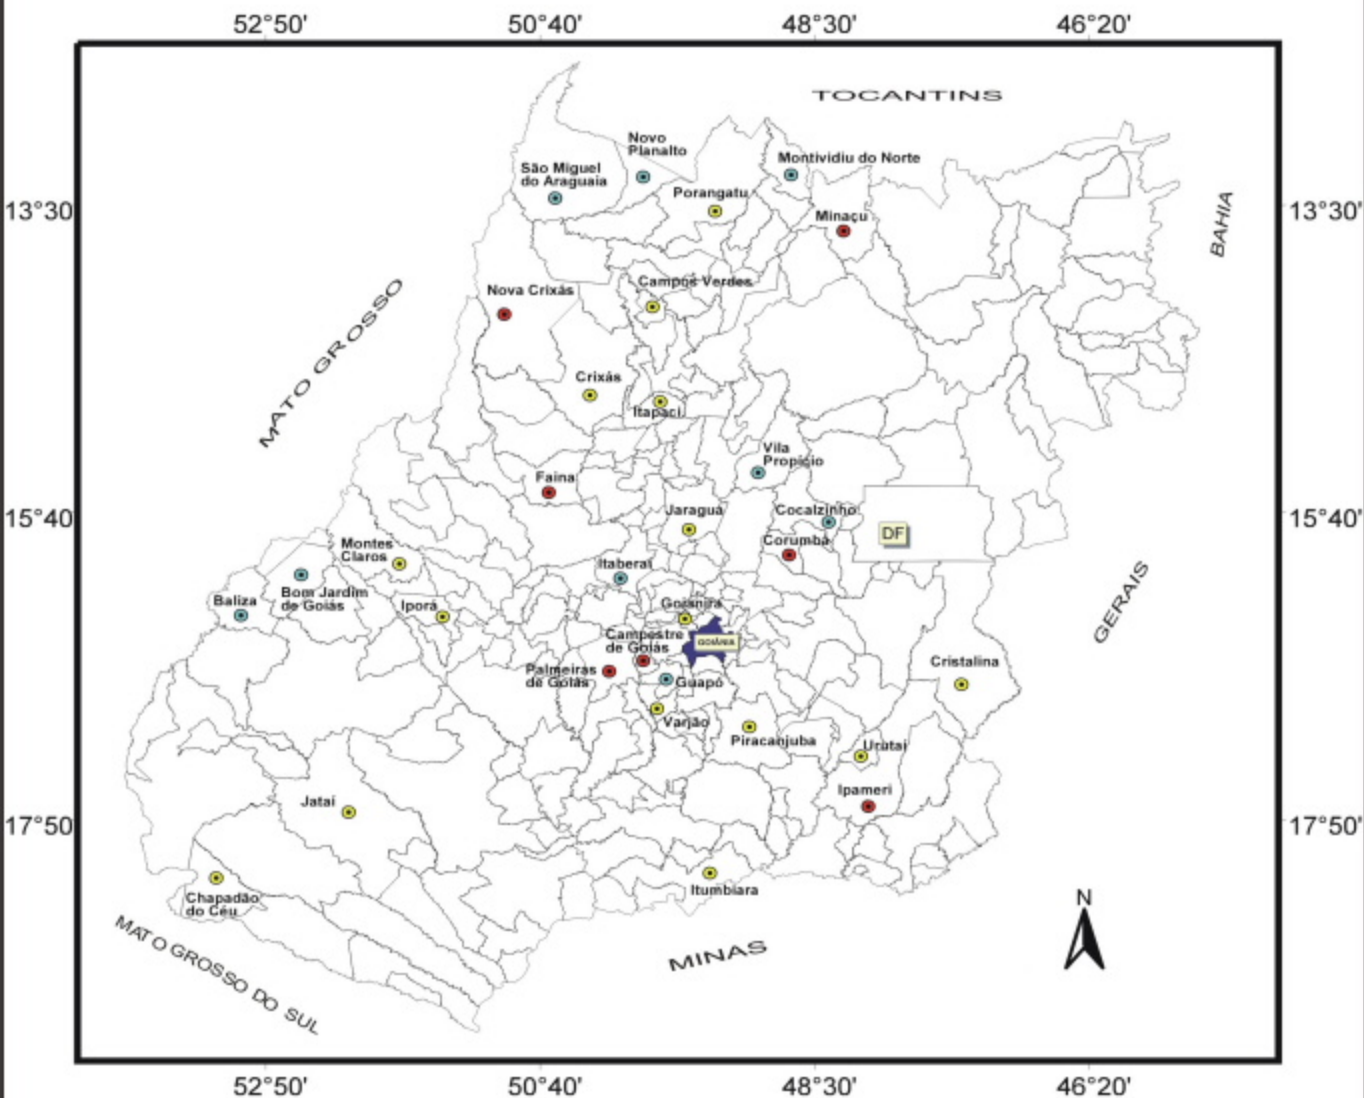 52°50' 50°40' 48°30' 46°20'
TOCANTINS
Novo
Planalto
Montividiu do Norte
São Miguel
do Araguaia
Porangatu
13°30'
13°30'
Minaçu
BAHIA
Campos Verdes
Nova Crixás
MATO GROSSO
Crixás
Itapaci
Vila
Propício
Faina
Jaraguá
Cocalzinho
15°40'
15°40'
DF
Corumbá
Montes
Claros
Itaberaí
Bom Jardim
de Goiás
Baliza
Iporá
Goianira
GERAIS
Campestre
de Goiás
GOIÂNIA
Palmeiras
de Goiás
Guapó
Cristalina
Varjão
Piracanjuba
Urutaí
Ipameri
Jataí
17°50'
17°50'
Itumbiara
Chapadão
do Céu
N
MATO GROSSO DO SUL
MINAS
52°50' 50°40' 48°30' 46°20'